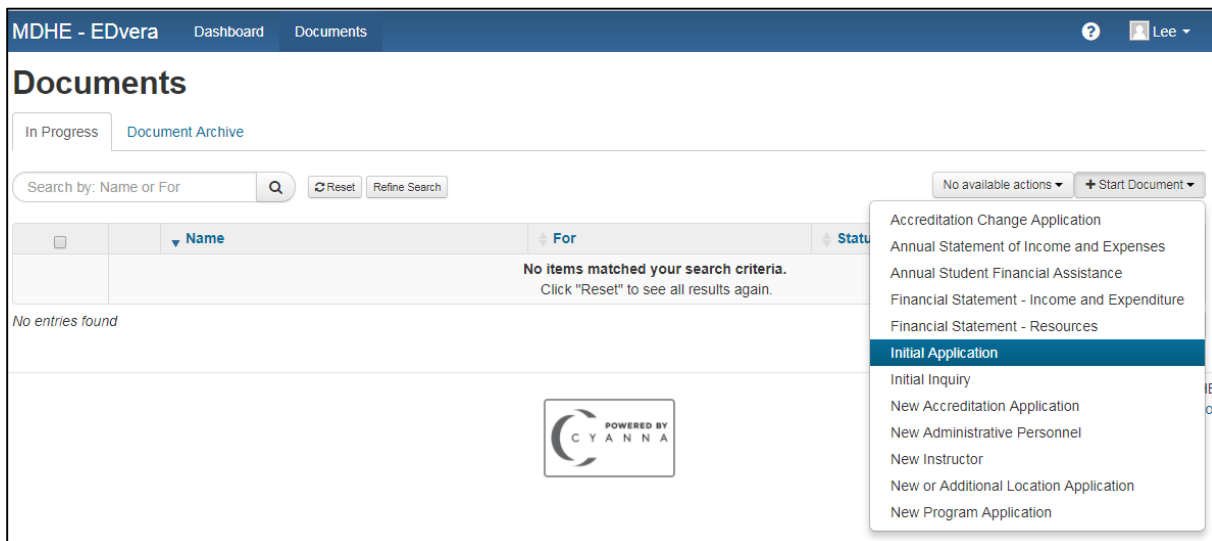 MDHE - EDvera Dashboard Documents ? Lee
Documents
In Progress Document Archive
Search by: Name or For Reset Refine Search No available actions + Start Document
Name For Statu
No items matched your search criteria.
Click "Reset" to see all results again.
No entries found
Accreditation Change Application
Annual Statement of Income and Expenses
Annual Student Financial Assistance
Financial Statement - Income and Expenditure
Financial Statement - Resources
Initial Application
Initial Inquiry
New Accreditation Application
New Administrative Personnel
New Instructor
New or Additional Location Application
New Program Application
POWERED BY
CYANNA